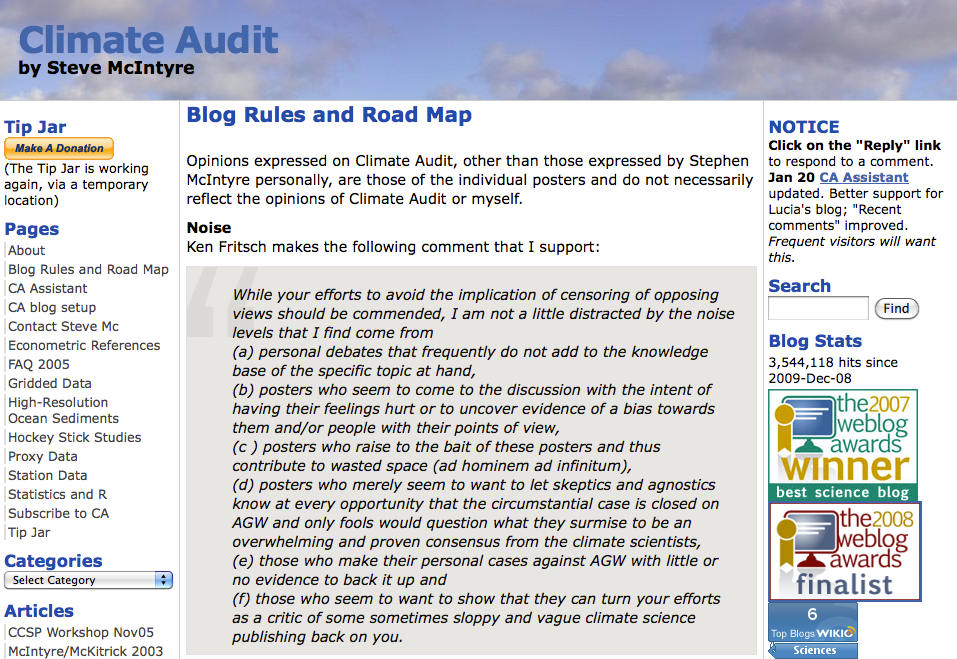 Climate Audit
by Steve McIntyre
Tip Jar
Make A Donation
(The Tip Jar is working
again, via a temporary
location)
Pages
About
Blog Rules and Road Map
CA Assistant
CA blog setup
Contact Steve Mc
Econometric References
FAQ 2005
Gridded Data
High-Resolution
Ocean Sediments
Hockey Stick Studies
Proxy Data
Station Data
Statistics and R
Subscribe to CA
Tip Jar
Categories
Select Category
Articles
CCSP Workshop Nov05
McIntyre/McKitrick 2003
Blog Rules and Road Map
Opinions expressed on Climate Audit, other than those expressed by Stephen
McIntyre personally, are those of the individual posters and do not necessarily
reflect the opinions of Climate Audit or myself.
Noise
Ken Fritsch makes the following comment that I support:
“
While your efforts to avoid the implication of censoring of opposing
views should be commended, I am not a little distracted by the noise
levels that I find come from
(a) personal debates that frequently do not add to the knowledge
base of the specific topic at hand,
(b) posters who seem to come to the discussion with the intent of
having their feelings hurt or to uncover evidence of a bias towards
them and/or people with their points of view,
(c ) posters who raise to the bait of these posters and thus
contribute to wasted space (ad hominem ad infinitum),
(d) posters who merely seem to want to let skeptics and agnostics
know at every opportunity that the circumstantial case is closed on
AGW and only fools would question what they surmise to be an
overwhelming and proven consensus from the climate scientists,
(e) those who make their personal cases against AGW with little or
no evidence to back it up and
(f) those who seem to want to show that they can turn your efforts
as a critic of some sometimes sloppy and vague climate science
publishing back on you.
NOTICE
Click on the "Reply" link
to respond to a comment.
Jan 20 CA Assistant
updated. Better support for
Lucia's blog; "Recent
comments" improved.
Frequent visitors will want
this.
Search
Find
Blog Stats
3,544,118 hits since
2009-Dec-08
the 2007
weblog
awards
winner
best science blog
the 2008
weblog
awards
finalist
6
Top Blogs WIKIO
Sciences